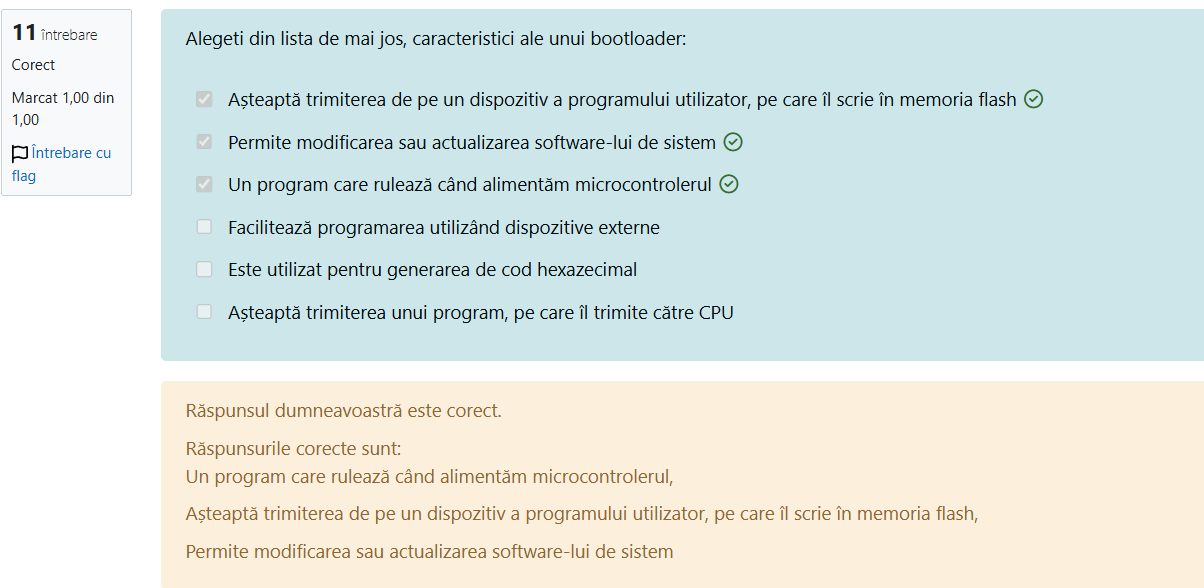 11 întrebare
Corect
Marcat 1,00 din
1,00
Întrebare cu
flag
Alegeti din lista de mai jos, caracteristici ale unui bootloader:
Așteaptă trimiterea de pe un dispozitiv a programului utilizator, pe care îl scrie în memoria flash
Permite modificarea sau actualizarea software-lui de sistem
Un program care rulează când alimentăm microcontrolerul
Facilitează programarea utilizând dispozitive externe
Este utilizat pentru generarea de cod hexazecimal
Așteaptă trimiterea unui program, pe care îl trimite către CPU
Răspunsul dumneavoastră este corect.
Răspunsurile corecte sunt:
Un program care rulează când alimentăm microcontrolerul,
Așteaptă trimiterea de pe un dispozitiv a programului utilizator, pe care îl scrie în memoria flash,
Permite modificarea sau actualizarea software-lui de sistem